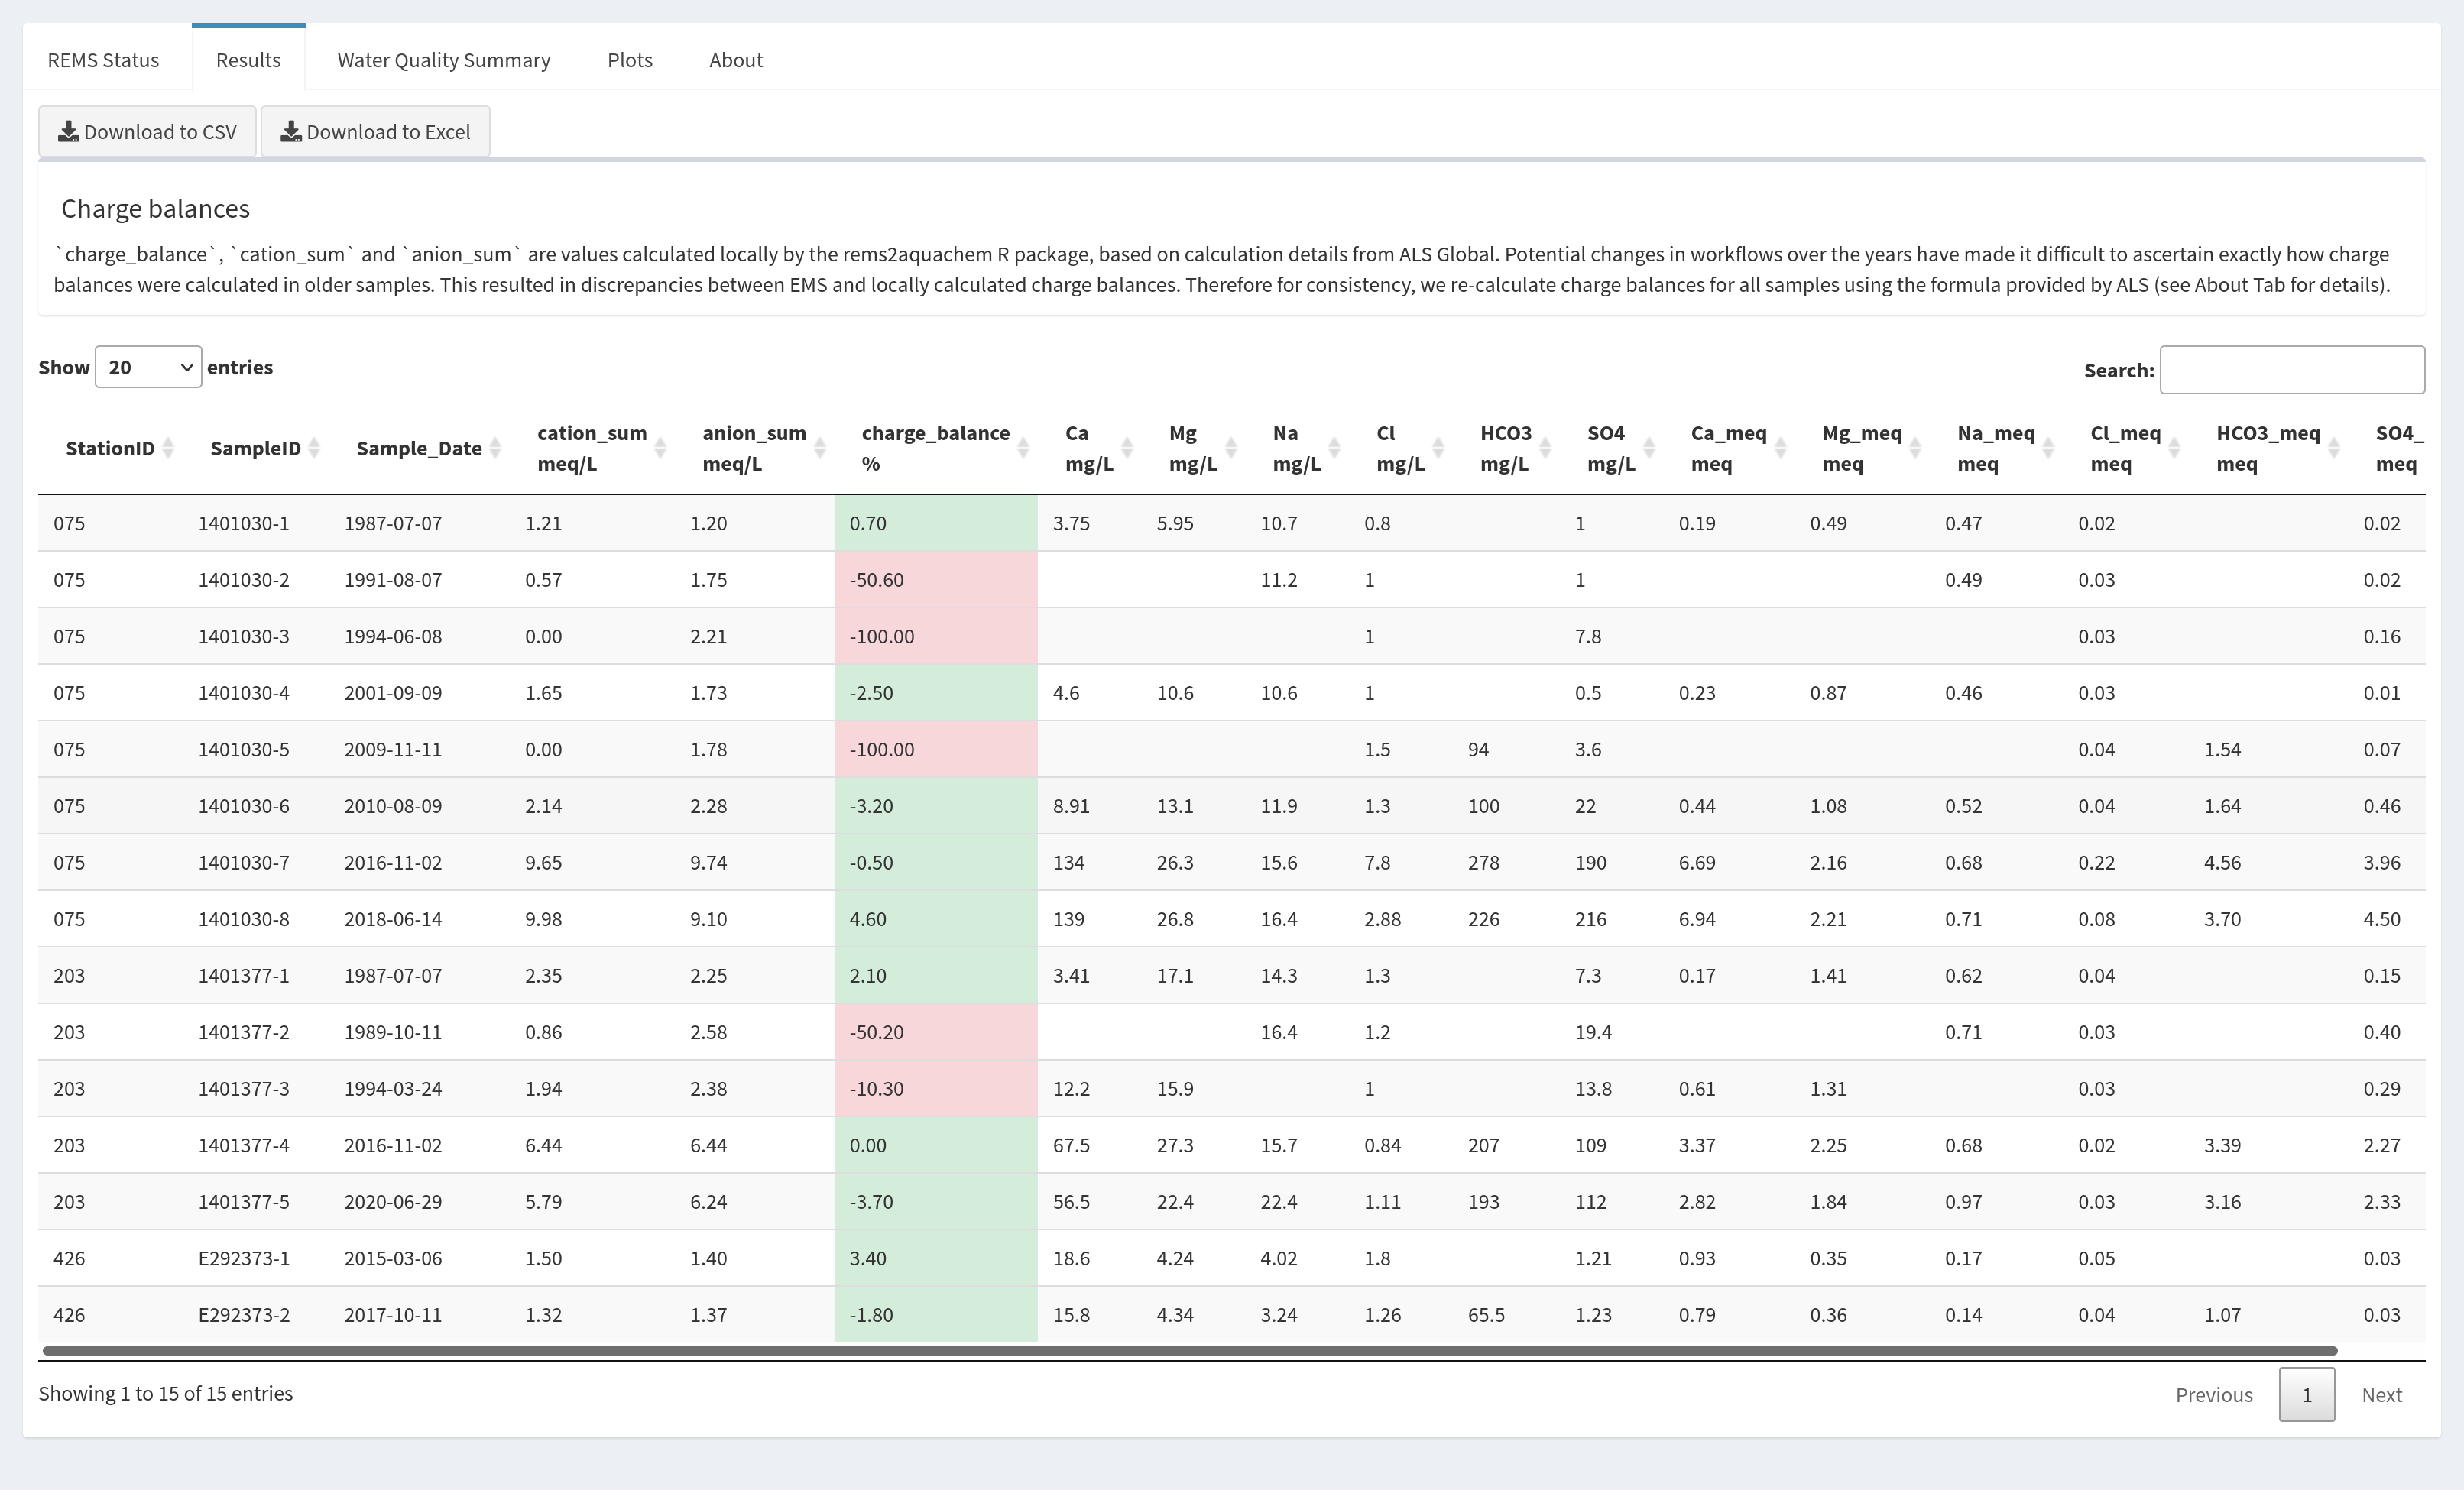 REMS Status Results Water Quality Summary Plots About
Download to CSV Download to Excel
Charge balances
`charge_balance`, `cation_sum` and `anion_sum` are values calculated locally by the rems2aquachem R package, based on calculation details from ALS Global. Potential changes in workflows over the years have made it difficult to ascertain exactly how charge
balances were calculated in older samples. This resulted in discrepancies between EMS and locally calculated charge balances. Therefore for consistency, we re-calculate charge balances for all samples using the formula provided by ALS (see About Tab for details).
Show 20 entries Search:
StationID SampleID Sample_Date cation_sum anion_sum charge_balance Ca Mg Na Cl HCO3 SO4 Ca_meq Mg_meq Na_meq Cl_meq HCO3_meq SO4_
meq/L meq/L % mg/L mg/L mg/L mg/L mg/L mg/L meq meq meq meq meq meq
075 1401030-1 1987-07-07 1.21 1.20 0.70 3.75 5.95 10.7 0.8 1 0.19 0.49 0.47 0.02 0.02
075 1401030-2 1991-08-07 0.57 1.75 -50.60 11.2 1 1 0.49 0.03 0.02
075 1401030-3 1994-06-08 0.00 2.21 -100.00 1 7.8 0.03 0.16
075 1401030-4 2001-09-09 1.65 1.73 -2.50 4.6 10.6 10.6 1 0.5 0.23 0.87 0.46 0.03 0.01
075 1401030-5 2009-11-11 0.00 1.78 -100.00 1.5 94 3.6 0.04 1.54 0.07
075 1401030-6 2010-08-09 2.14 2.28 -3.20 8.91 13.1 11.9 1.3 100 22 0.44 1.08 0.52 0.04 1.64 0.46
075 1401030-7 2016-11-02 9.65 9.74 -0.50 134 26.3 15.6 7.8 278 190 6.69 2.16 0.68 0.22 4.56 3.96
075 1401030-8 2018-06-14 9.98 9.10 4.60 139 26.8 16.4 2.88 226 216 6.94 2.21 0.71 0.08 3.70 4.50
203 1401377-1 1987-07-07 2.35 2.25 2.10 3.41 17.1 14.3 1.3 7.3 0.17 1.41 0.62 0.04 0.15
203 1401377-2 1989-10-11 0.86 2.58 -50.20 16.4 1.2 19.4 0.71 0.03 0.40
203 1401377-3 1994-03-24 1.94 2.38 -10.30 12.2 15.9 1 13.8 0.61 1.31 0.03 0.29
203 1401377-4 2016-11-02 6.44 6.44 0.00 67.5 27.3 15.7 0.84 207 109 3.37 2.25 0.68 0.02 3.39 2.27
203 1401377-5 2020-06-29 5.79 6.24 -3.70 56.5 22.4 22.4 1.11 193 112 2.82 1.84 0.97 0.03 3.16 2.33
426 E292373-1 2015-03-06 1.50 1.40 3.40 18.6 4.24 4.02 1.8 1.21 0.93 0.35 0.17 0.05 0.03
426 E292373-2 2017-10-11 1.32 1.37 -1.80 15.8 4.34 3.24 1.26 65.5 1.23 0.79 0.36 0.14 0.04 1.07 0.03
Showing 1 to 15 of 15 entries Previous 1 Next